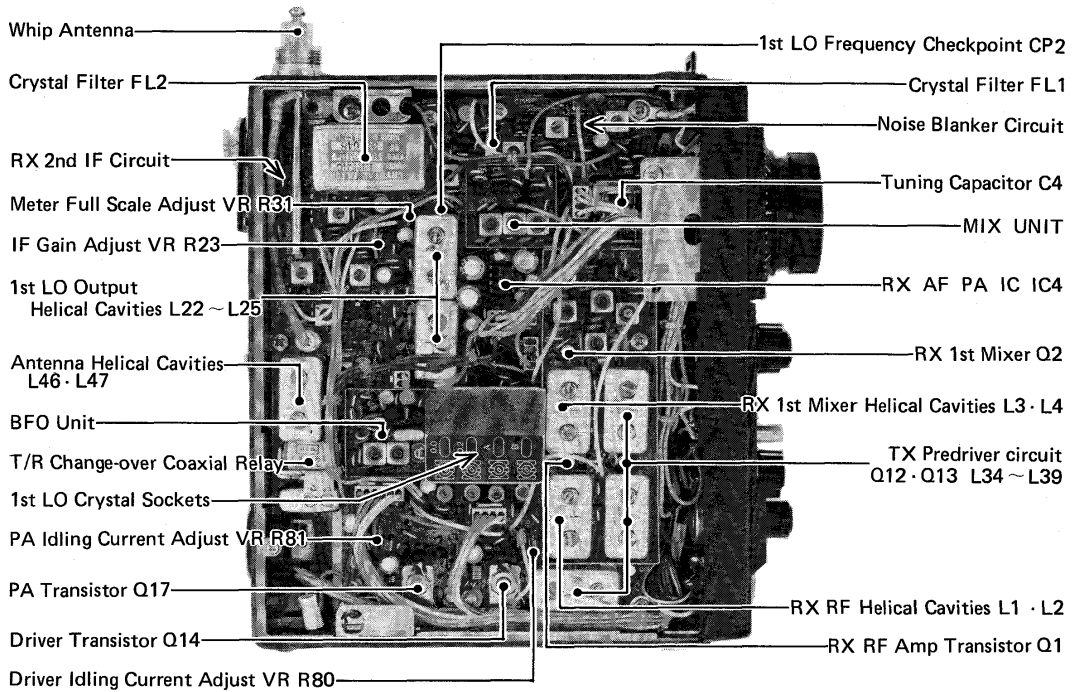 Whip Antenna
Crystal Filter FL2
RX 2nd IF Circuit
Meter Full Scale Adjust VR R31
IF Gain Adjust VR R23
1st LO Output
Helical Cavities L22～L25
Antenna Helical Cavities
L46・L47
BFO Unit
T/R Change-over Coaxial Relay
1st LO Crystal Sockets
PA Idling Current Adjust VR R81
PA Transistor Q17
Driver Transistor Q14
Driver Idling Current Adjust VR R80
1st LO Frequency Checkpoint CP2
Crystal Filter FL1
Noise Blanker Circuit
Tuning Capacitor C4
MIX UNIT
RX AF PA IC IC4
RX 1st Mixer Q2
RX 1st Mixer Helical Cavities L3・L4
TX Predriver circuit
Q12・Q13 L34～L39
RX RF Helical Cavities L1・L2
RX RF Amp Transistor Q1